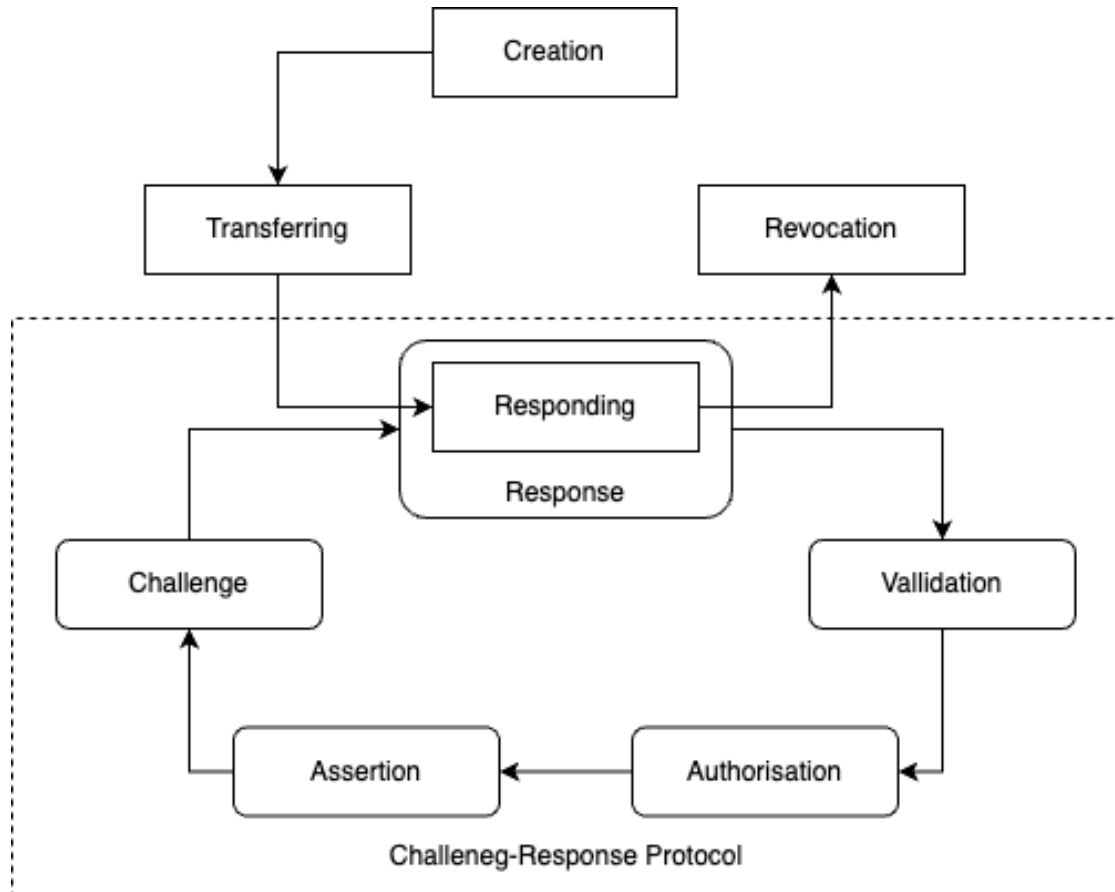 Creation
Transferring
Revocation
Responding
Response
Challenge
Vallidation
Assertion
Authorisation
Challeneg-Response Protocol